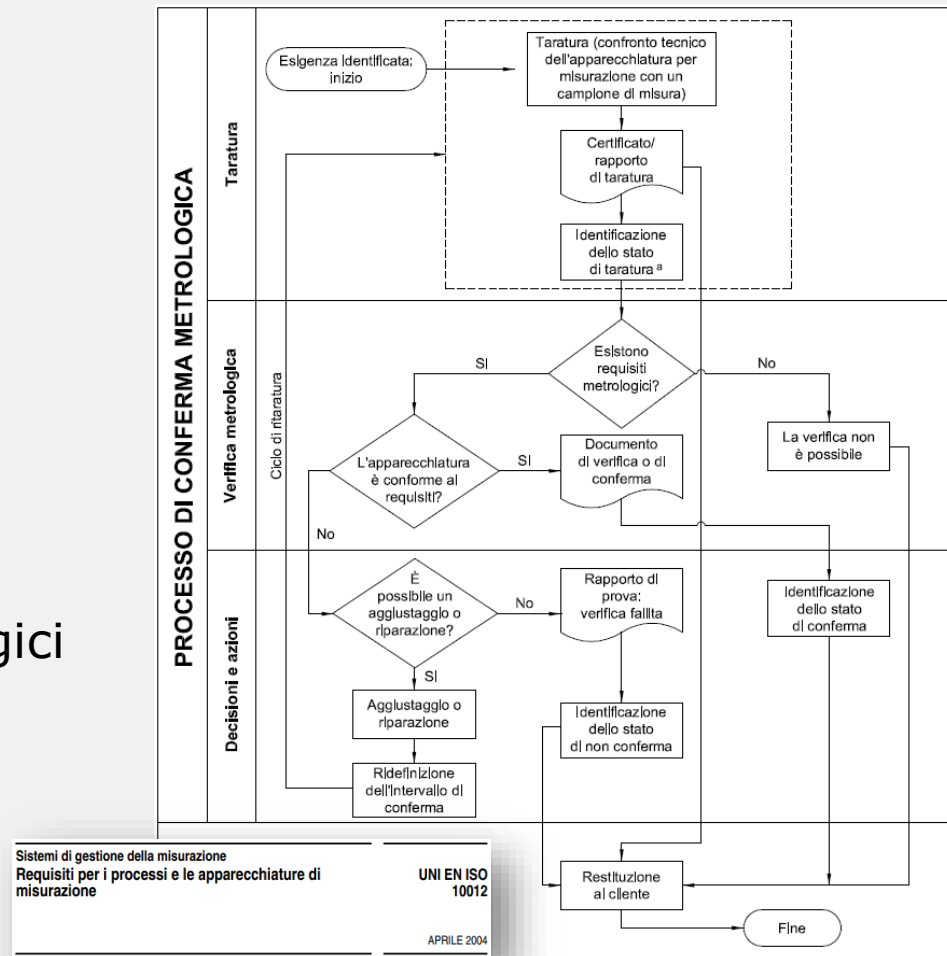 PROCESSO DI CONFERMA METROLOGICA
Taratura
Esigenza identificata:
inizio
Taratura (confronto tecnico
dell'apparecchiatura per
misurazione con un
campione di misura)
Certificato/
rapporto
di taratura
Identificazione
dello stato
di taratura a
Verifica metrologica
Ciclo di ritaratura
Esistono
requisiti
metrologici?
SI
No
L'apparecchiatura
è conforme ai
requisiti?
SI
Documento
di verifica o di
conferma
La verifica non
è possibile
No
Decisioni e azioni
È
possibile un
aggiustaggio o
riparazione?
No
Rapporto di
prova:
verifica fallita
Identificazione
dello stato
di conferma
SI
Aggiustaggio o
riparazione
Identificazione
dello stato
di non conferma
Ridefinizione
dell'intervallo di
conferma
Restituzione
al cliente
Fine
gici
Sistemi di gestione della misurazione
Requisiti per i processi e le apparecchiature di
misurazione
UNI EN ISO
10012
APRILE 2004